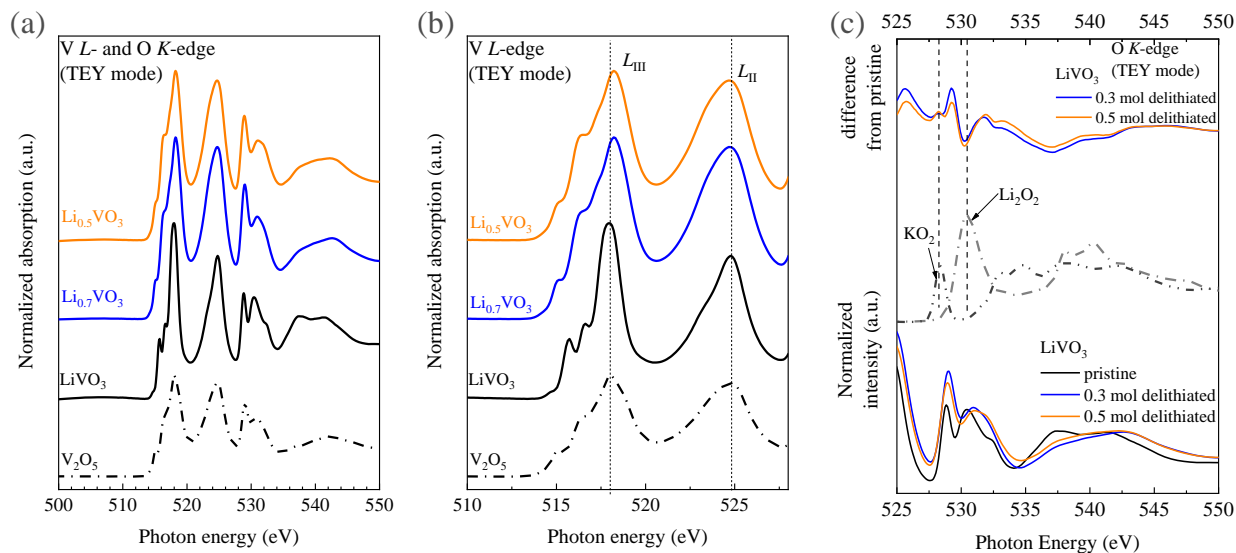 (a)
V L- and O K-edge
(TEY mode)
Li0.5VO3
Li0.7VO3
LiVO3
V2O5
Normalized absorption (a.u.)
500 510 520 530 540 550
Photon energy (eV)
(b)
V L-edge
(TEY mode)
LIII
LII
Li0.5VO3
Li0.7VO3
LiVO3
V2O5
Normalized absorption (a.u.)
510 515 520 525
Photon energy (eV)
(c)
525 530 535 540 545 550
O K-edge
(TEY mode)
LiVO3
0.3 mol delithiated
0.5 mol delithiated
difference
from pristine
Li2O2
KO2
Normalized
intensity (a.u.)
LiVO3
pristine
0.3 mol delithiated
0.5 mol delithiated
525 530 535 540 545 550
Photon Energy (eV)